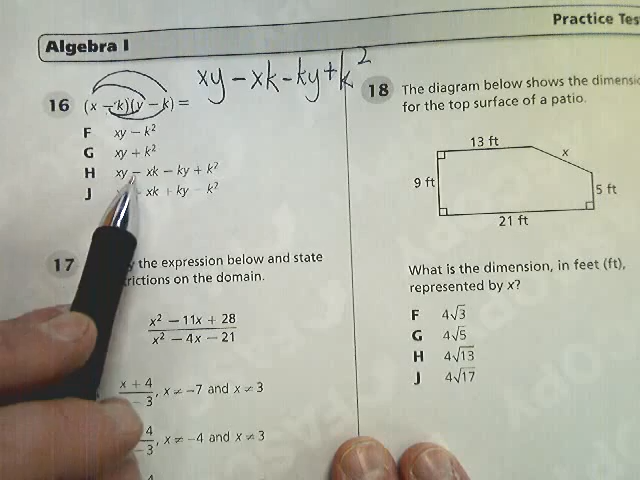 Practice Tes
Algebra I
xy - xk - ky + k²
16 (x - k)(y - k) =
F xy - k²
G xy + k²
H xy - xk - ky + k²
J - xk + ky - k²
17 the expression below and state
rictions on the domain.
x² - 11x + 28
x² - 4x - 21
x + 4
- 3, x ≠ -7 and x ≠ 3
4
- 3, x ≠ -4 and x ≠ 3
18 The diagram below shows the dimensio
for the top surface of a patio.
13 ft
x
9 ft
5 ft
21 ft
What is the dimension, in feet (ft),
represented by x?
F 4√3
G 4√5
H 4√13
J 4√17